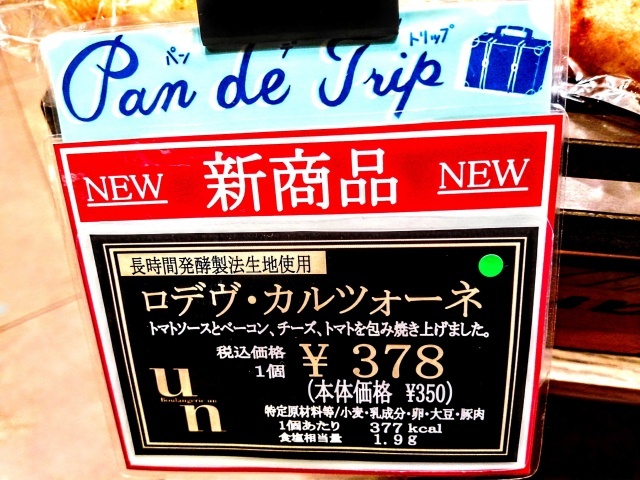 パン デ トリップ
Pan de Trip
NEW 新商品 NEW
長時間発酵製法生地使用
ロデヴ・カルツォーネ
トマトソースとベーコン、チーズ、トマトを包み焼き上げました。
税込価格
1個 ¥ 378
(本体価格 ¥350)
un
Boulangerie un
特定原材料等/小麦・乳成分・卵・大豆・豚肉
1個あたり 377 kcal
食塩相当量 1.9g